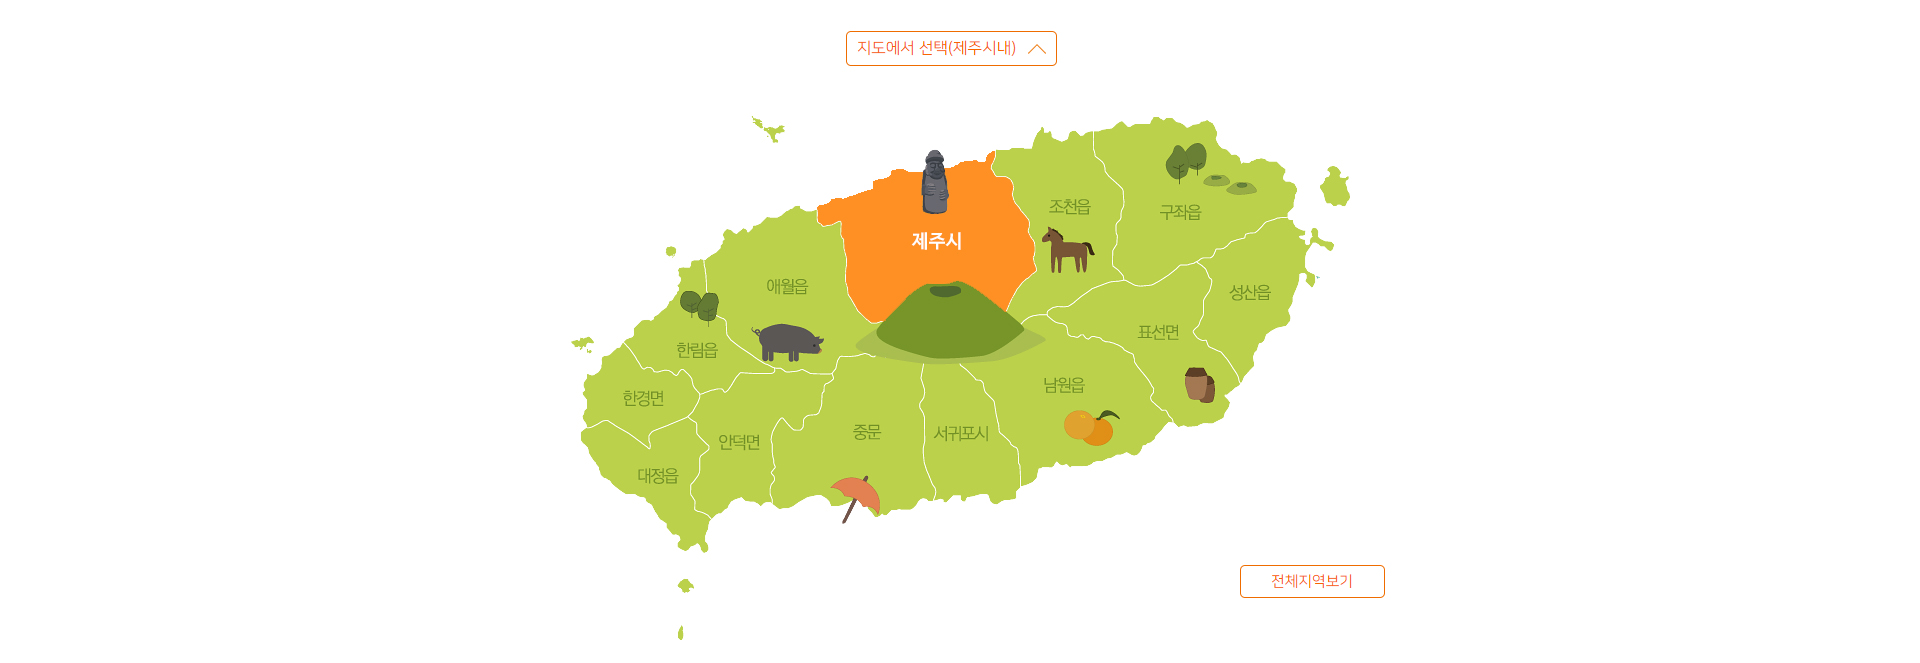 지도에서 선택(제주시내)
조천읍
구좌읍
제주시
애월읍
성산읍
표선면
한림읍
남원읍
한경면
중문
서귀포시
안덕면
대정읍
전체지역보기